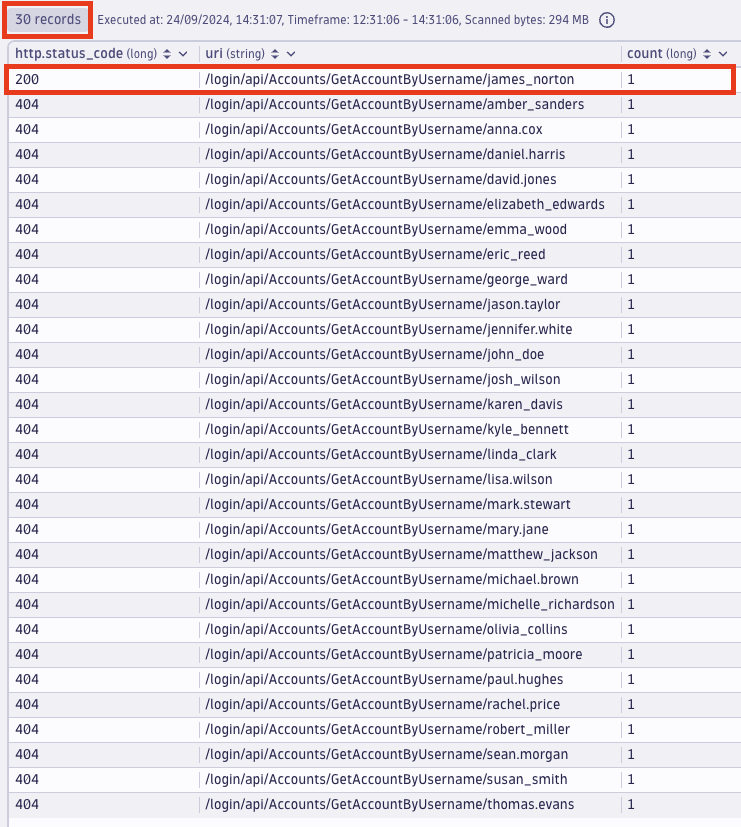 30 records Executed at: 24/09/2024, 14:31:07, Timeframe: 12:31:06 - 14:31:06, Scanned bytes: 294 MB
http.status_code (long) uri (string) count (long)
200 /login/api/Accounts/GetAccountByUsername/james_norton 1
404 /login/api/Accounts/GetAccountByUsername/amber_sanders 1
404 /login/api/Accounts/GetAccountByUsername/anna.cox 1
404 /login/api/Accounts/GetAccountByUsername/daniel.harris 1
404 /login/api/Accounts/GetAccountByUsername/david.jones 1
404 /login/api/Accounts/GetAccountByUsername/elizabeth_edwards 1
404 /login/api/Accounts/GetAccountByUsername/emma_wood 1
404 /login/api/Accounts/GetAccountByUsername/eric_reed 1
404 /login/api/Accounts/GetAccountByUsername/george_ward 1
404 /login/api/Accounts/GetAccountByUsername/jason.taylor 1
404 /login/api/Accounts/GetAccountByUsername/jennifer.white 1
404 /login/api/Accounts/GetAccountByUsername/john_doe 1
404 /login/api/Accounts/GetAccountByUsername/josh_wilson 1
404 /login/api/Accounts/GetAccountByUsername/karen_davis 1
404 /login/api/Accounts/GetAccountByUsername/kyle_bennett 1
404 /login/api/Accounts/GetAccountByUsername/linda_clark 1
404 /login/api/Accounts/GetAccountByUsername/lisa.wilson 1
404 /login/api/Accounts/GetAccountByUsername/mark.stewart 1
404 /login/api/Accounts/GetAccountByUsername/mary.jane 1
404 /login/api/Accounts/GetAccountByUsername/matthew_jackson 1
404 /login/api/Accounts/GetAccountByUsername/michael.brown 1
404 /login/api/Accounts/GetAccountByUsername/michelle_richardson 1
404 /login/api/Accounts/GetAccountByUsername/olivia_collins 1
404 /login/api/Accounts/GetAccountByUsername/patricia_moore 1
404 /login/api/Accounts/GetAccountByUsername/paul.hughes 1
404 /login/api/Accounts/GetAccountByUsername/rachel.price 1
404 /login/api/Accounts/GetAccountByUsername/robert_miller 1
404 /login/api/Accounts/GetAccountByUsername/sean.morgan 1
404 /login/api/Accounts/GetAccountByUsername/susan_smith 1
404 /login/api/Accounts/GetAccountByUsername/thomas.evans 1